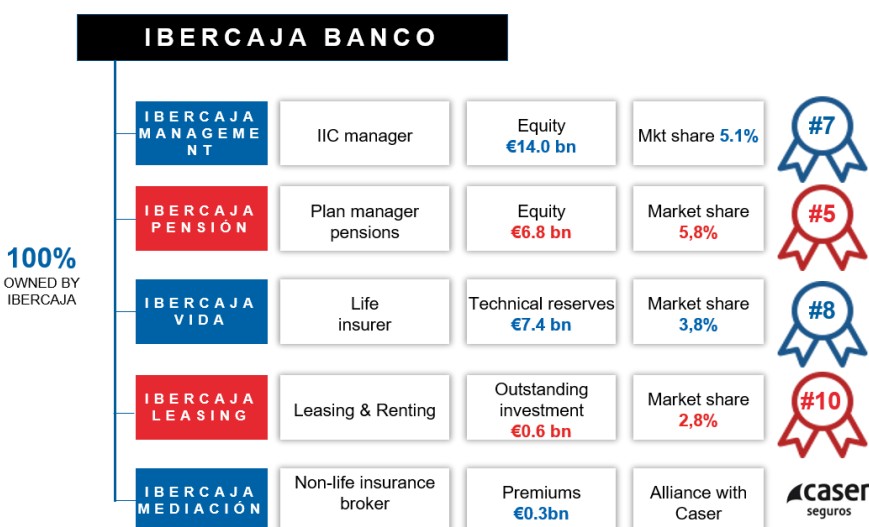 IBERCAJA BANCO
IBERCAJA
MANAGEME
NT
IIC manager
Equity
€14.0 bn
Mkt share 5.1%
#7
IBERCAJA
PENSIÓN
Plan manager
pensions
Equity
€6.8 bn
Market share
5,8%
#5
100%
OWNED BY
IBERCAJA
IBERCAJA
VIDA
Life
insurer
Technical reserves
€7.4 bn
Market share
3,8%
#8
IBERCAJA
LEASING
Leasing & Renting
Outstanding
investment
€0.6 bn
Market share
2,8%
#10
IBERCAJA
MEDIACIÓN
Non-life insurance
broker
Premiums
€0.3bn
Alliance with
Caser
caser
seguros